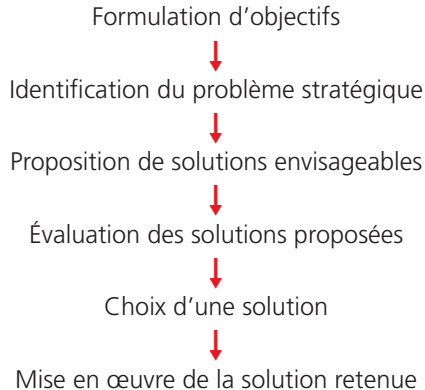 Formulation d'objectifs
Identification du problème stratégique
Proposition de solutions envisageables
Évaluation des solutions proposées
Choix d'une solution
Mise en œuvre de la solution retenue